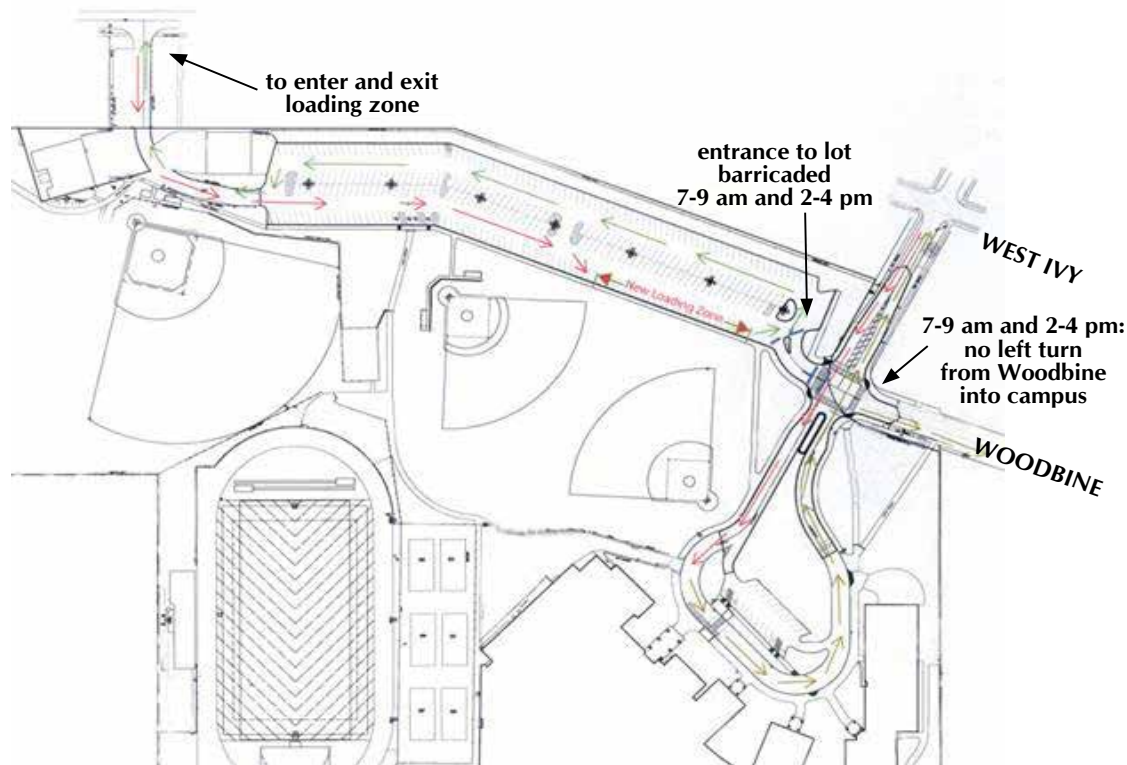 to enter and exit
loading zone
entrance to lot
barricaded
7-9 am and 2-4 pm
WEST IVY
New Loading Zone
7-9 am and 2-4 pm:
no left turn
from Woodbine
into campus
WOODBINE